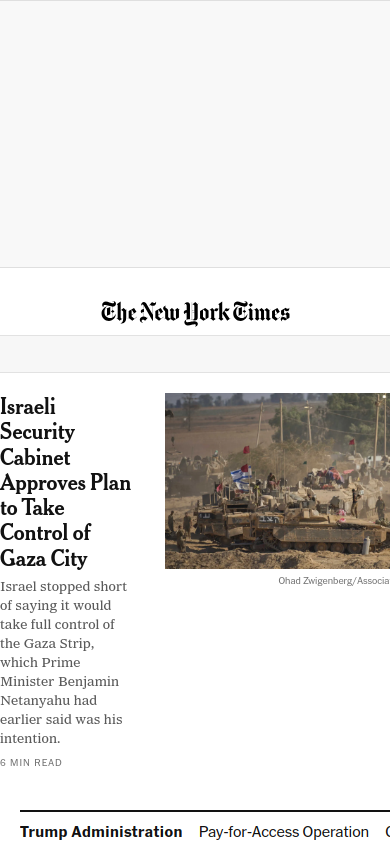 The New York Times
Israeli
Security
Cabinet
Approves Plan
to Take
Control of
Gaza City
Israel stopped short
of saying it would
take full control of
the Gaza Strip,
which Prime
Minister Benjamin
Netanyahu had
earlier said was his
intention.
6 MIN READ
Ohad Zwigenberg/Associa
Trump Administration Pay-for-Access Operation